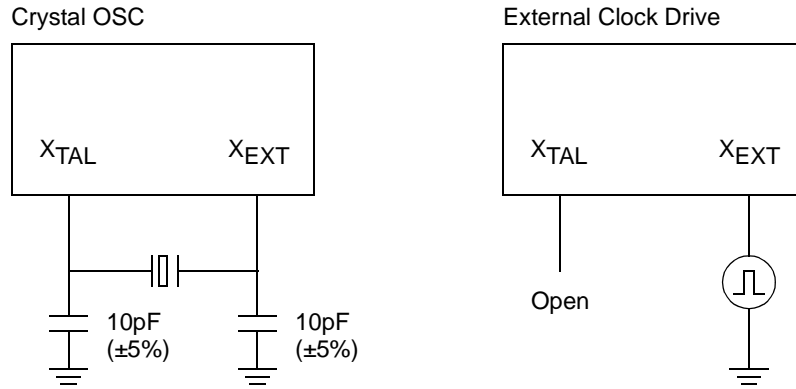 Crystal OSC
XTAL
XEXT
10pF
(±5%)
10pF
(±5%)
External Clock Drive
XTAL
XEXT
Open